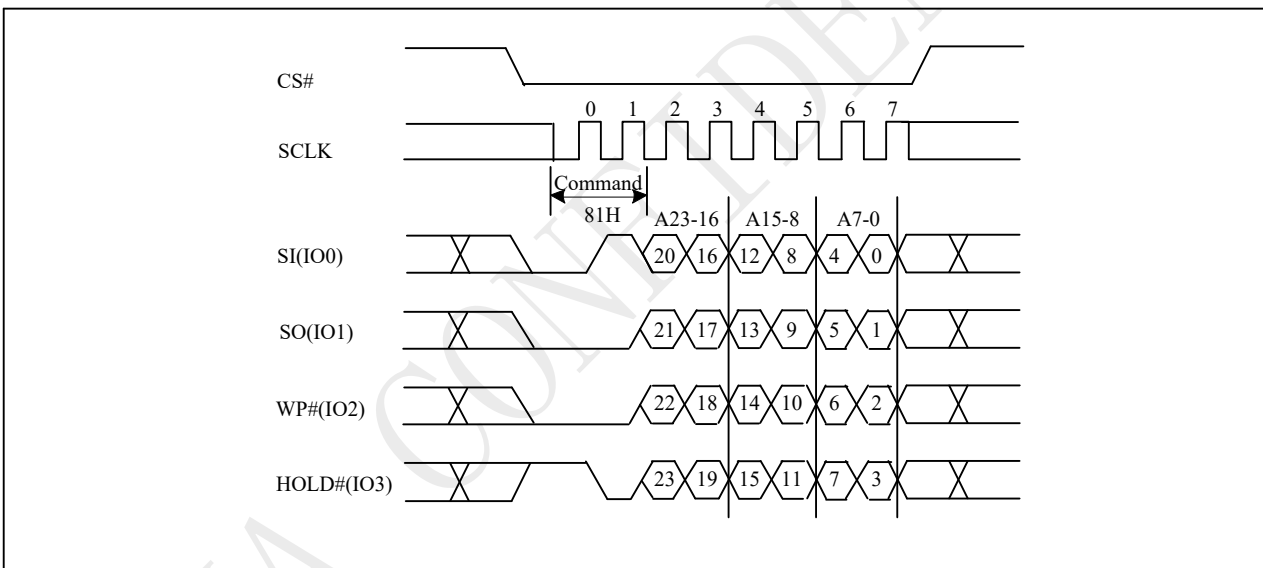 CS#
0 1 2 3 4 5 6 7
SCLK
Command
81H
A23-16 A15-8 A7-0
SI(IO0) 20 16 12 8 4 0
SO(IO1) 21 17 13 9 5 1
WP#(IO2) 22 18 14 10 6 2
HOLD#(IO3) 23 19 15 11 7 3